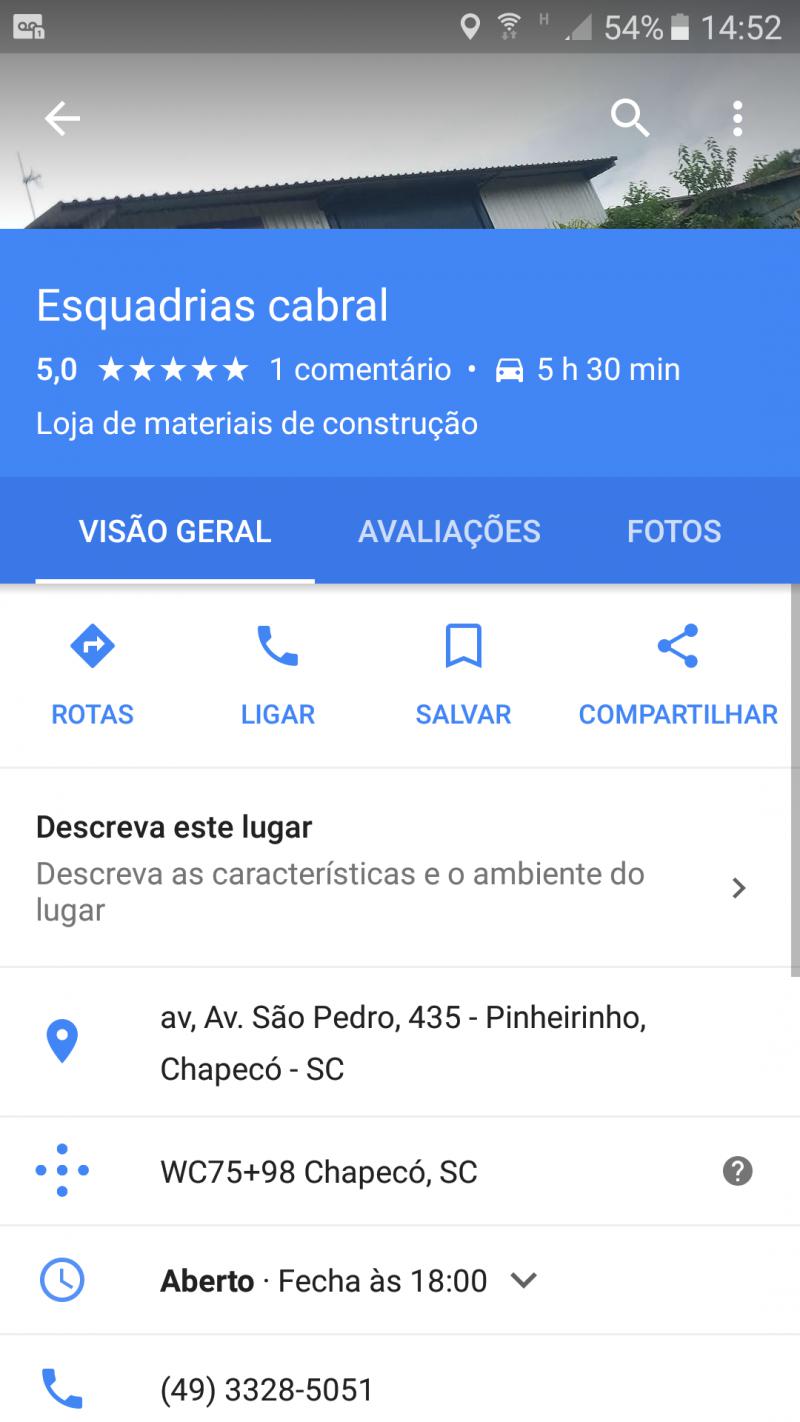 H 54% 14:52
Esquadrias cabral
5,0 ★★★★★ 1 comentário • 5 h 30 min
Loja de materiais de construção
VISÃO GERAL AVALIAÇÕES FOTOS
ROTAS LIGAR SALVAR COMPARTILHAR
Descreva este lugar
Descreva as características e o ambiente do
lugar
av, Av. São Pedro, 435 - Pinheirinho,
Chapecó - SC
WC75+98 Chapecó, SC
Aberto · Fecha às 18:00
(49) 3328-5051